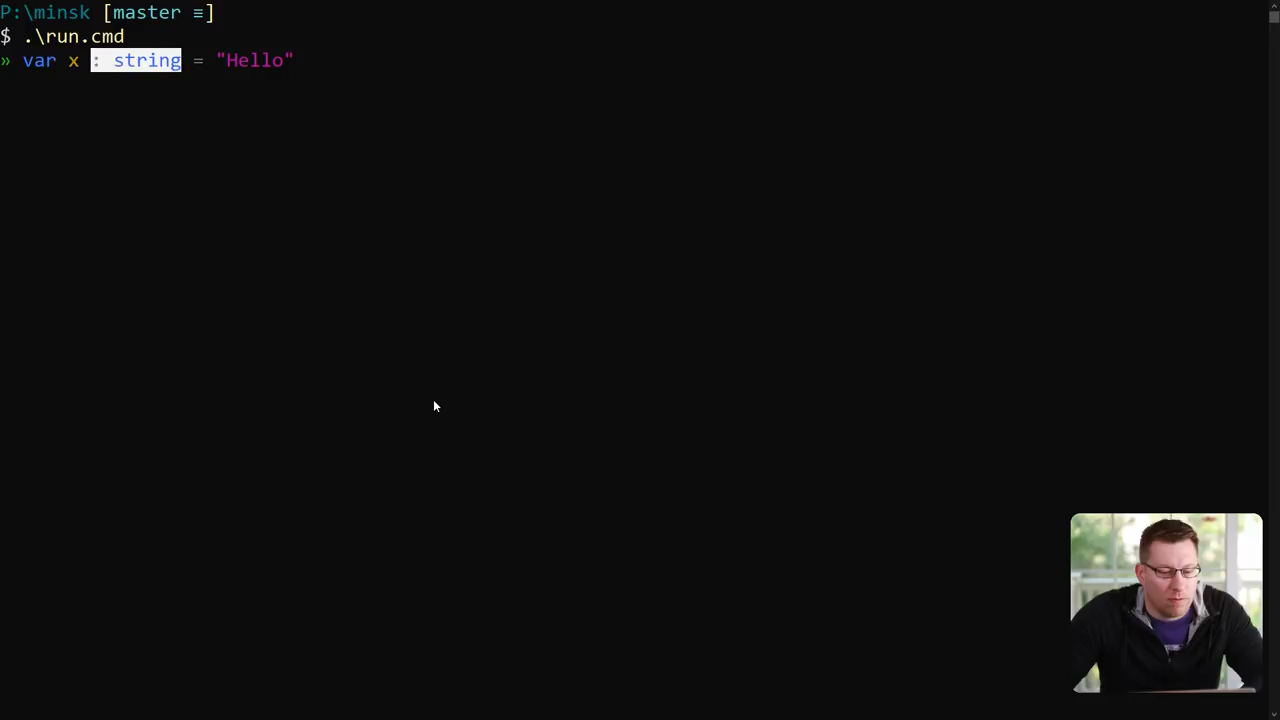 P:\minsk [master ≡]
$ .\run.cmd
» var x : string = "Hello"